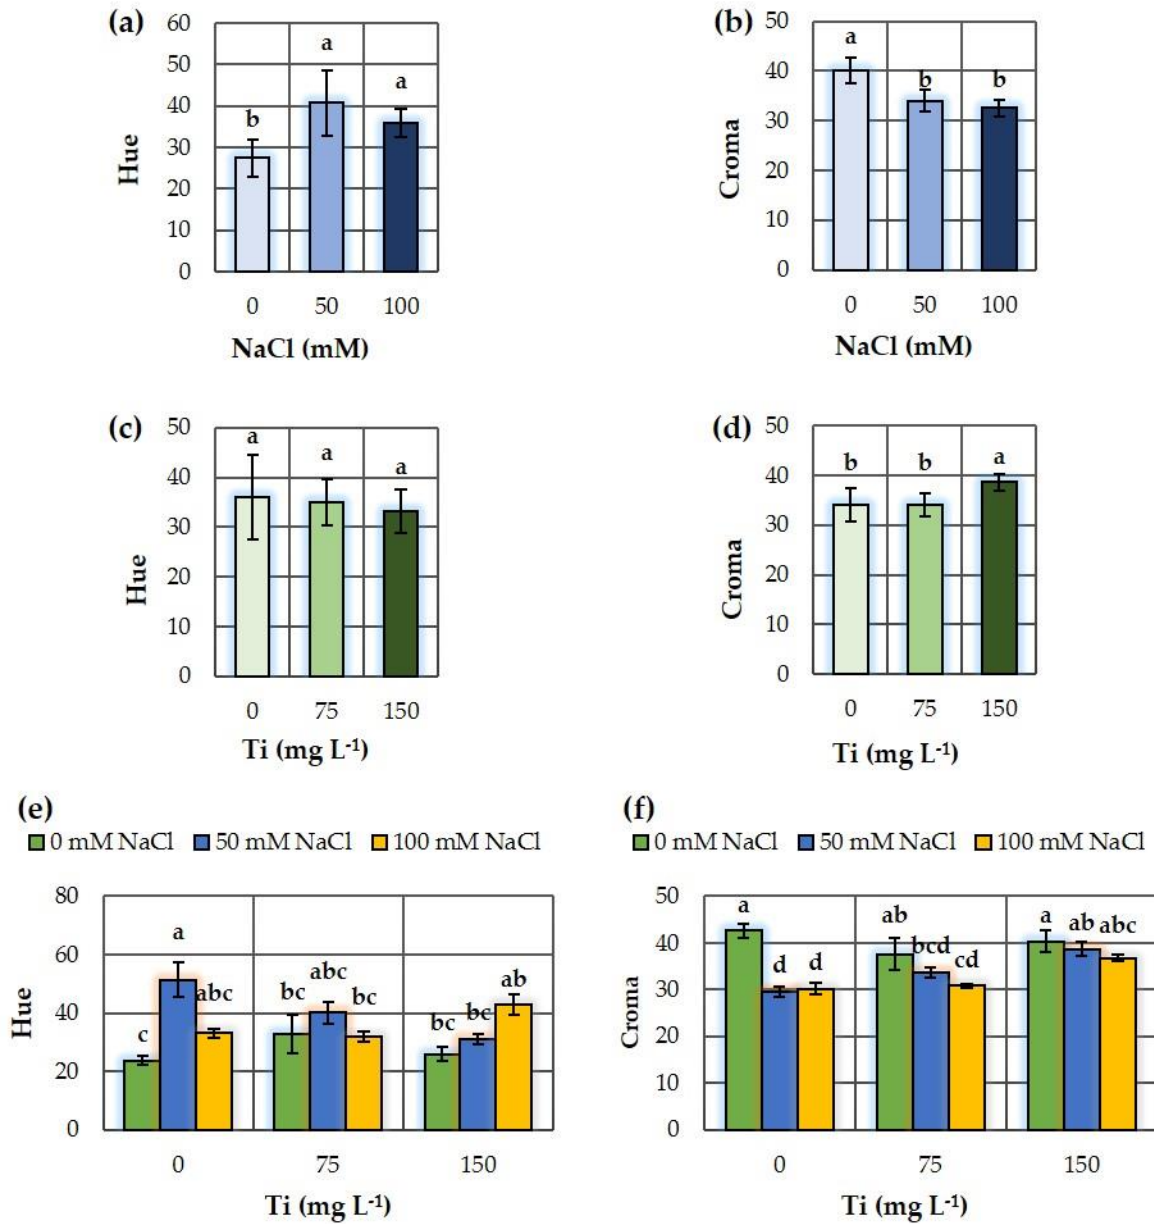 (a)
60
50
40
30
20
10
0
Hue
b
a
a
0 50 100
NaCl (mM)
(b)
50
40
30
20
10
0
Croma
a
b
b
0 50 100
NaCl (mM)
(c)
50
40
30
20
10
0
Hue
a
a
a
0 75 150
Ti (mg L-1)
(d)
50
40
30
20
10
0
Croma
b
b
a
0 75 150
Ti (mg L-1)
(e)
0 mM NaCl 50 mM NaCl 100 mM NaCl
80
60
40
20
0
Hue
c
a
abc
bc
abc
bc
bc
bc
ab
0 75 150
Ti (mg L-1)
(f)
0 mM NaCl 50 mM NaCl 100 mM NaCl
50
40
30
20
10
0
Croma
a
d
d
ab
bcd
cd
a
ab
abc
0 75 150
Ti (mg L-1)